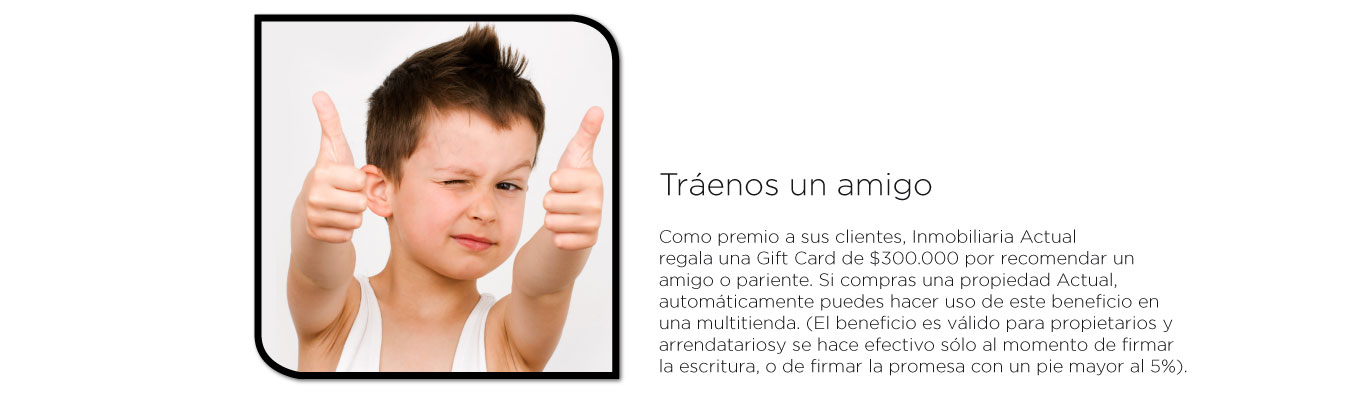 Tráenos un amigo
Como premio a sus clientes, Inmobiliaria Actual
regala una Gift Card de $300.000 por recomendar un
amigo o pariente. Si compras una propiedad Actual,
automáticamente puedes hacer uso de este beneficio en
una multitienda. (El beneficio es válido para propietarios y
arrendatariosy se hace efectivo sólo al momento de firmar
la escritura, o de firmar la promesa con un pie mayor al 5%).